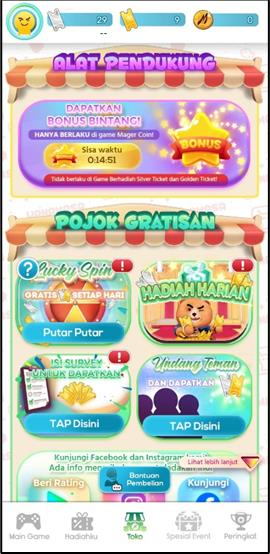 29
9
0
--
ALAT PENDUKUNG
DAPATKAN
BONUS BINTANG!
HANYA BERLAKU di game Mager Coin!
Sisa waktu
0:14:51
BONUS
Tidak berlaku di Game Berhadiah Silver Ticket dan Golden Ticket!
POJOK GRATISAN
?
Lucky Spin
!
GRATIS SETIAP HARI
Putar Putar
!
HADIAH HARIAN
ISI SURVEY
UNTUK DAPATKAN
!
TAP Disini
Undang Teman
DAN DAPATKAN
TAP Disini
Kunjungi Facebook dan Instagram
Ada info
Lihat lebih lanjut
Beri Rating
Bantuan
Pembelian
Kunjungi
Main Game
Hadiahku
Toko
Spesial Event
Peringkat